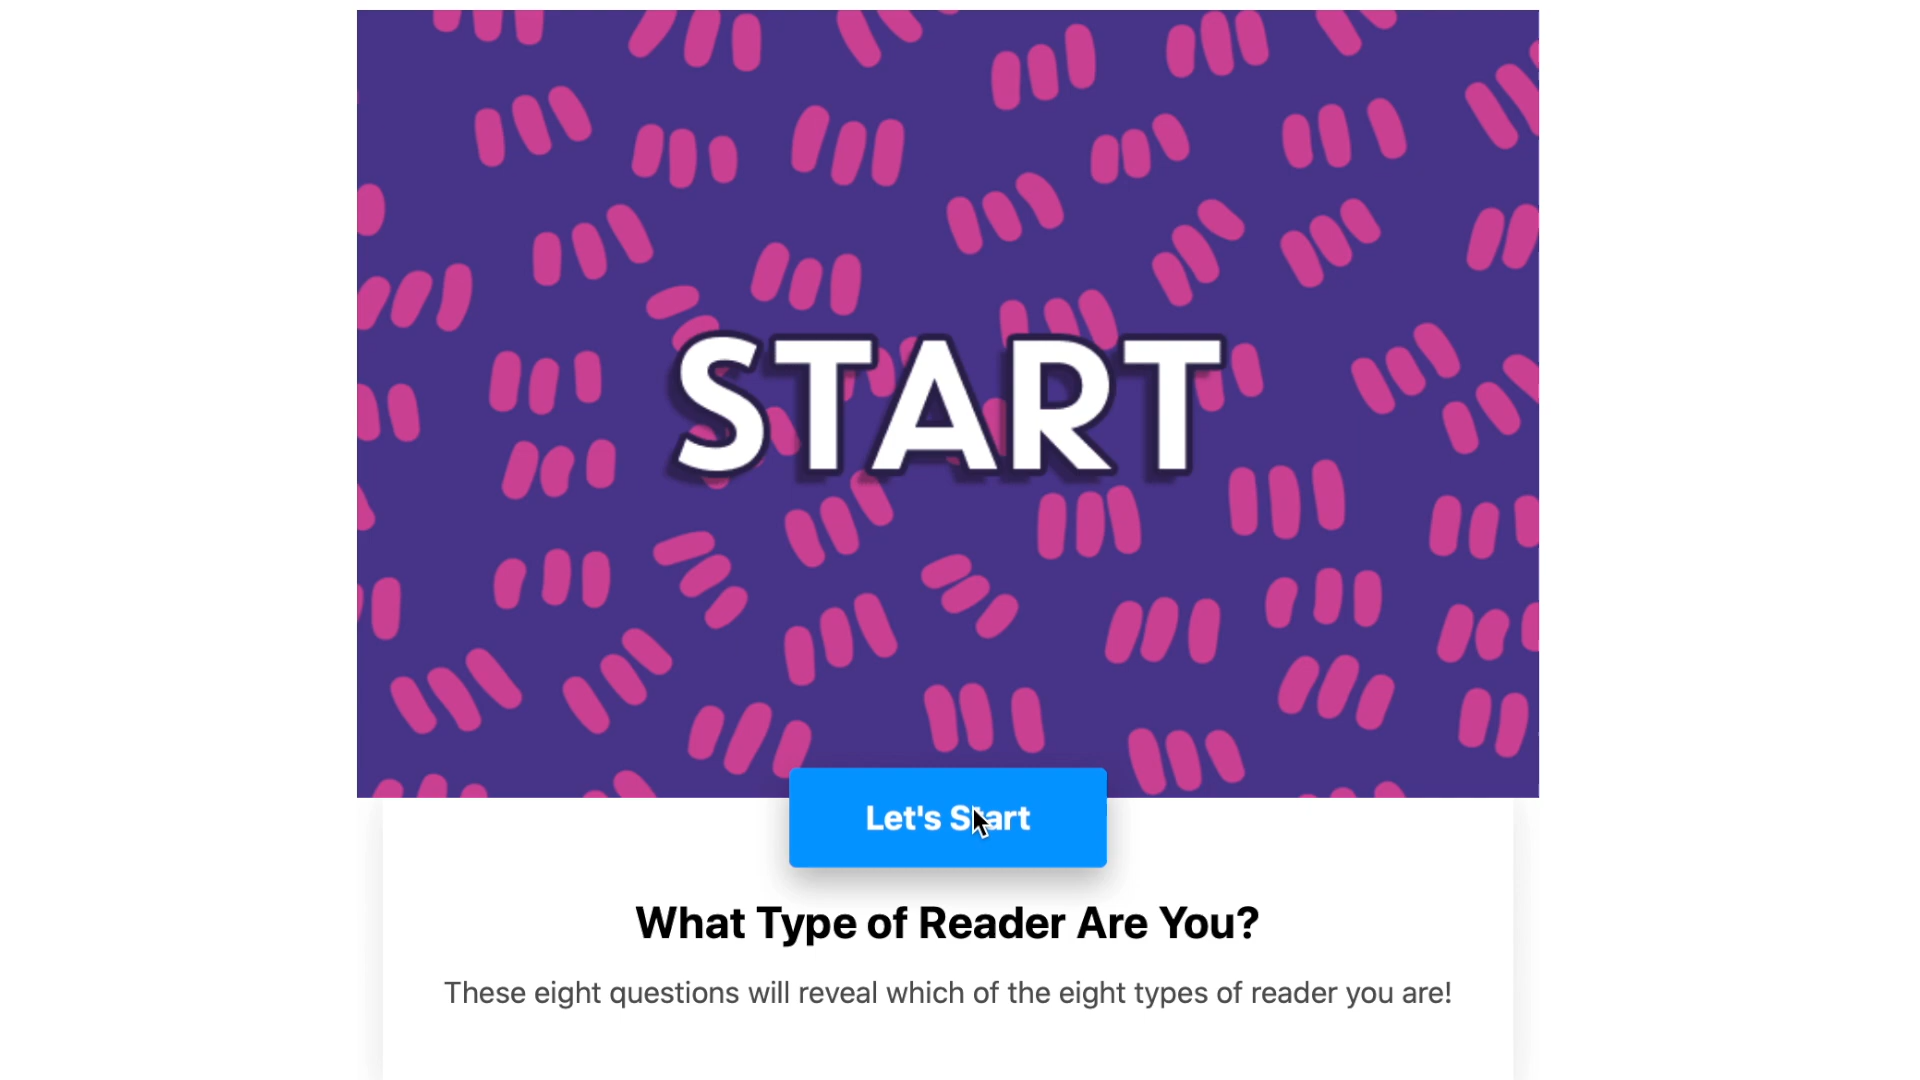 START
Let's Start
What Type of Reader Are You?
These eight questions will reveal which of the eight types of reader you are!